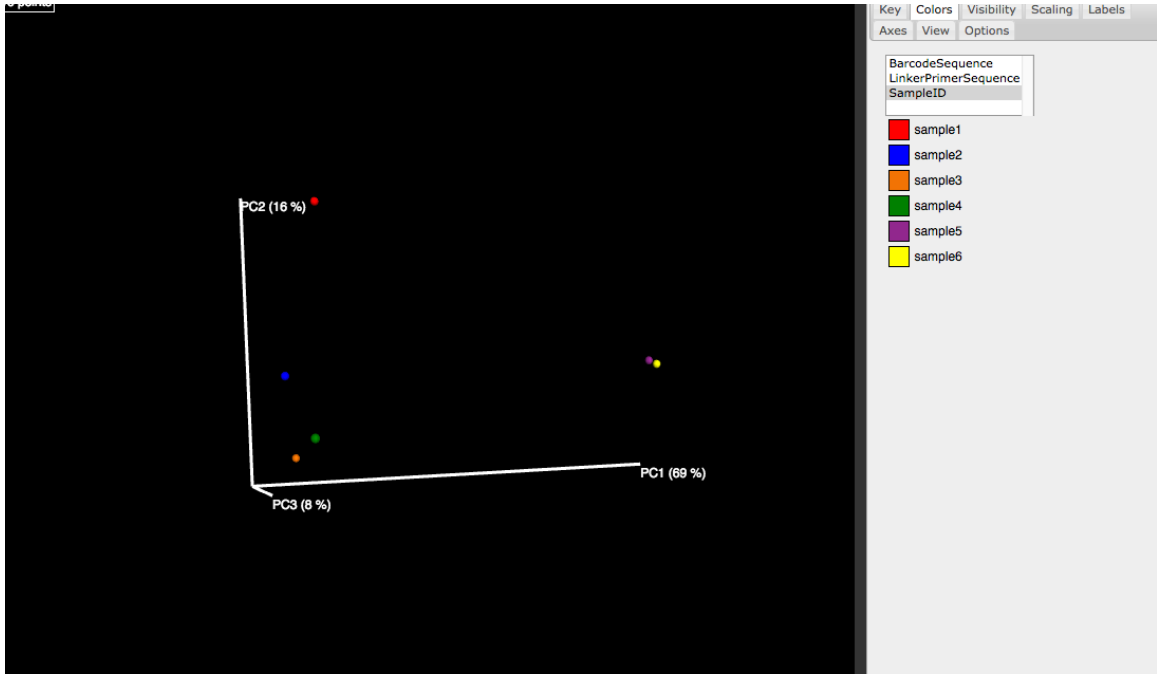 points
Key Colors Visibility Scaling Labels
Axes View Options
BarcodeSequence
LinkerPrimerSequence
SampleID
sample1
sample2
sample3
sample4
sample5
sample6
PC2 (16 %)
PC1 (69 %)
PC3 (8 %)